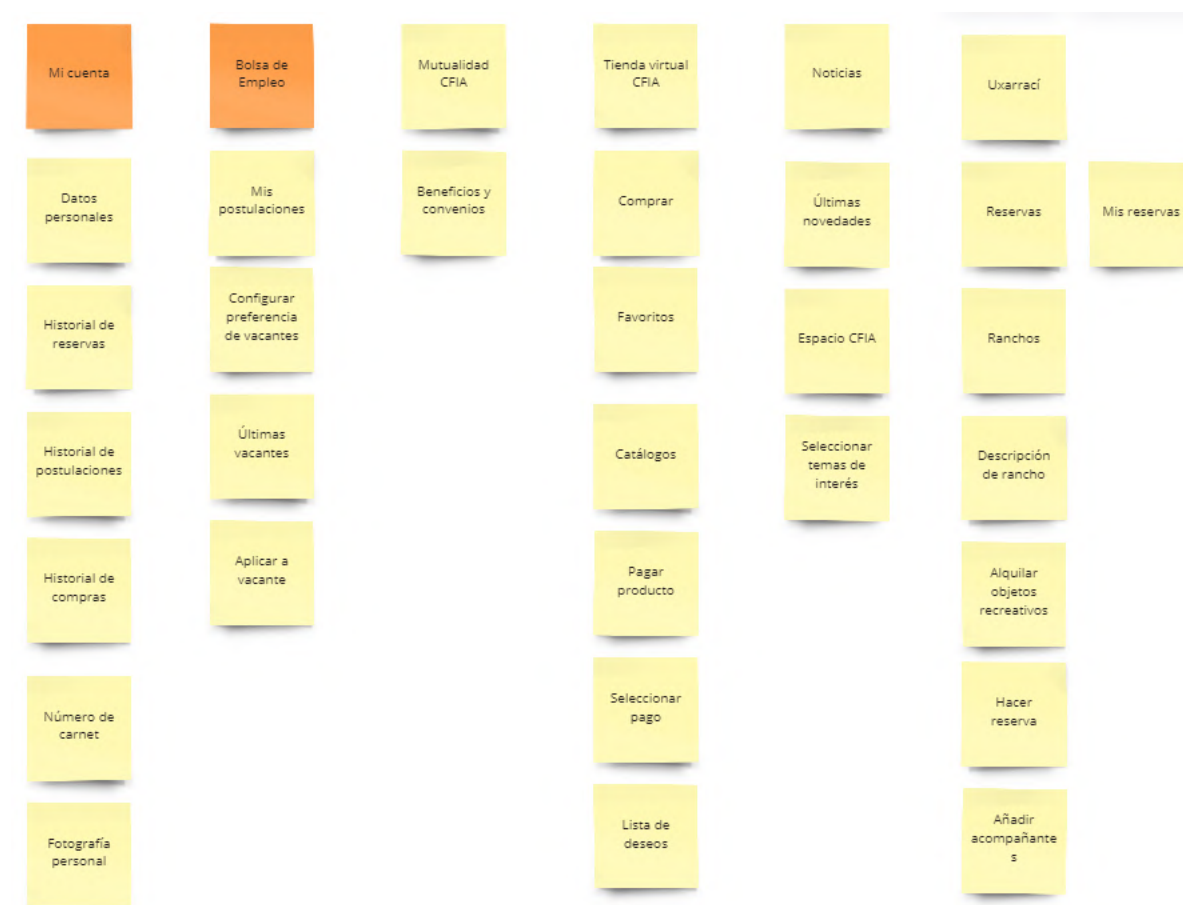 Mi cuenta
Bolsa de
Empleo
Mutualidad
CFIA
Tienda virtual
CFIA
Noticias
Uxarrací
Datos
personales
Mis
postulaciones
Beneficios y
convenios
Comprar
Últimas
novedades
Reservas
Mis reservas
Historial de
reservas
Configurar
preferencia
de vacantes
Favoritos
Espacio CFIA
Ranchos
Historial de
postulaciones
Últimas
vacantes
Catálogos
Seleccionar
temas de
interés
Descripción
de rancho
Historial de
compras
Aplicar a
vacante
Pagar
producto
Alquilar
objetos
recreativos
Número de
carnet
Seleccionar
pago
Hacer
reserva
Fotografía
personal
Lista de
deseos
Añadir
acompañante
s